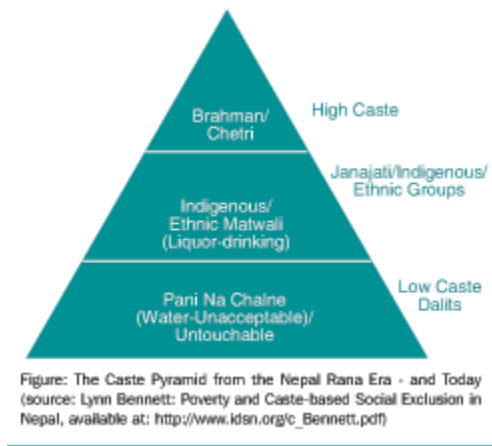 Brahman/
Chetri
High Caste
Janajati/Indigenous/
Ethnic Groups
Indigenous/
Ethnic Matwali
(Liquor-drinking)
Low Caste
Dalits
Pani Na Chalne
(Water-Unacceptable)/
Untouchable
Figure: The Caste Pyramid from the Nepal Rana Era - and Today
(source: Lynn Bennett: Poverty and Caste-based Social Exclusion in
Nepal, available at: http://www.idsn.org/c_Bennett.pdf)